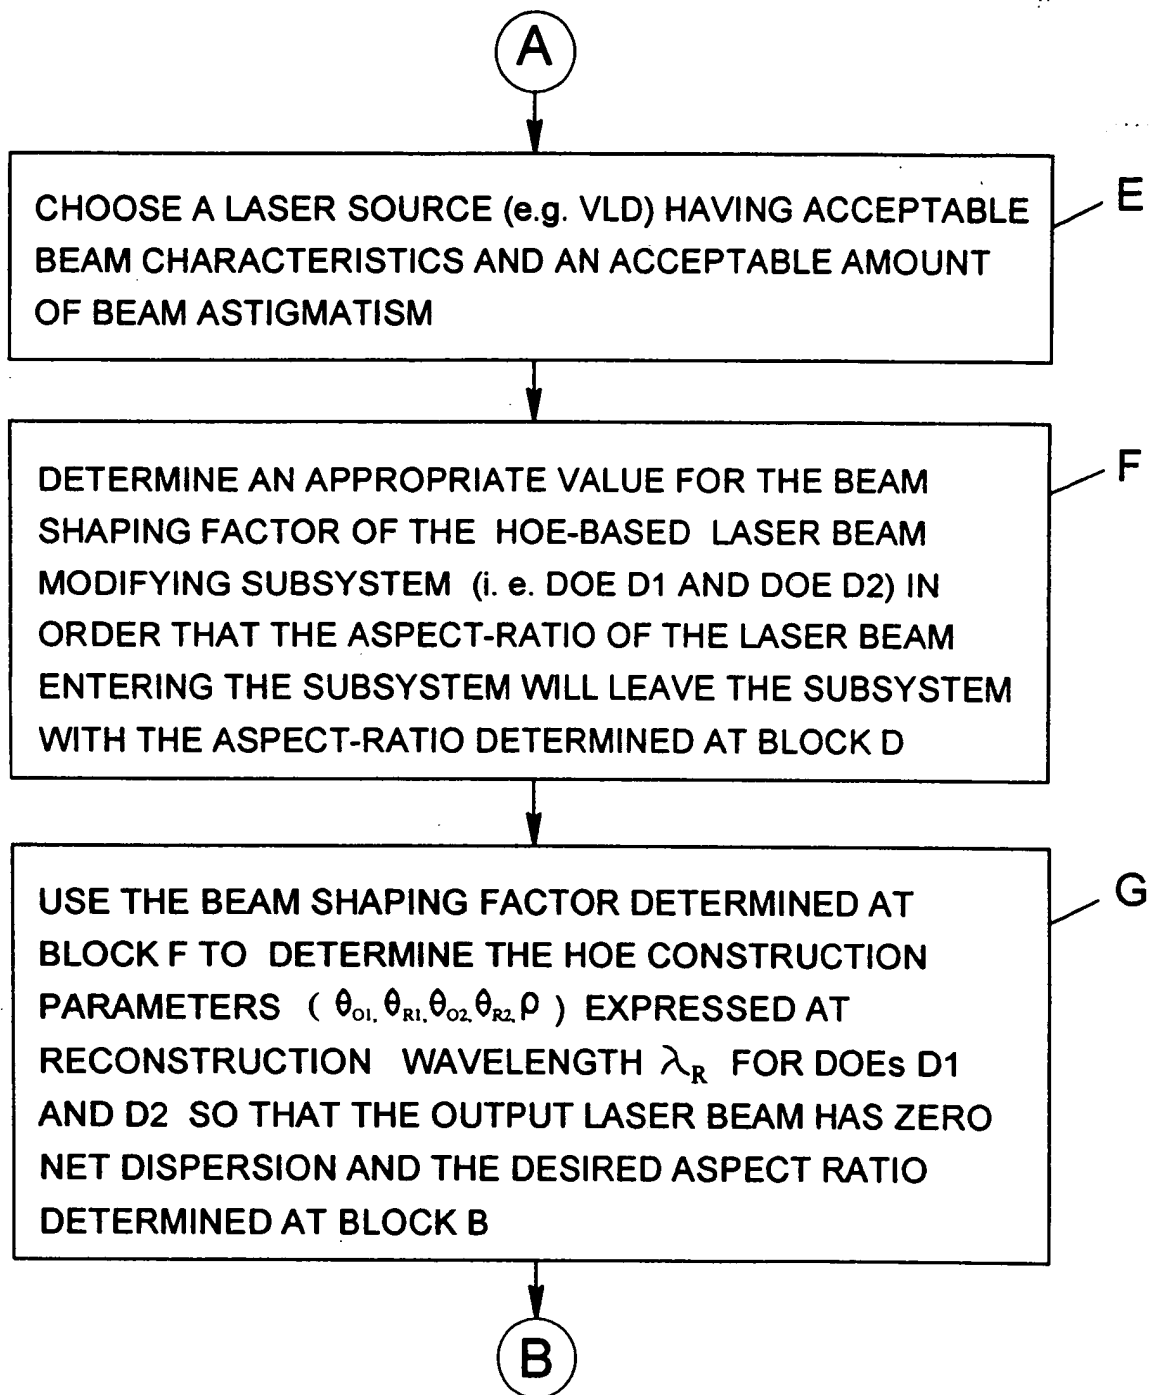 A
CHOOSE A LASER SOURCE (e.g. VLD) HAVING ACCEPTABLE
BEAM CHARACTERISTICS AND AN ACCEPTABLE AMOUNT
OF BEAM ASTIGMATISM
E
DETERMINE AN APPROPRIATE VALUE FOR THE BEAM
SHAPING FACTOR OF THE HOE-BASED LASER BEAM
MODIFYING SUBSYSTEM (i. e. DOE D1 AND DOE D2) IN
ORDER THAT THE ASPECT-RATIO OF THE LASER BEAM
ENTERING THE SUBSYSTEM WILL LEAVE THE SUBSYSTEM
WITH THE ASPECT-RATIO DETERMINED AT BLOCK D
F
USE THE BEAM SHAPING FACTOR DETERMINED AT
BLOCK F TO DETERMINE THE HOE CONSTRUCTION
PARAMETERS ( θO1, θR1, θO2, θR2, ρ ) EXPRESSED AT
RECONSTRUCTION WAVELENGTH λR FOR DOEs D1
AND D2 SO THAT THE OUTPUT LASER BEAM HAS ZERO
NET DISPERSION AND THE DESIRED ASPECT RATIO
DETERMINED AT BLOCK B
G
B